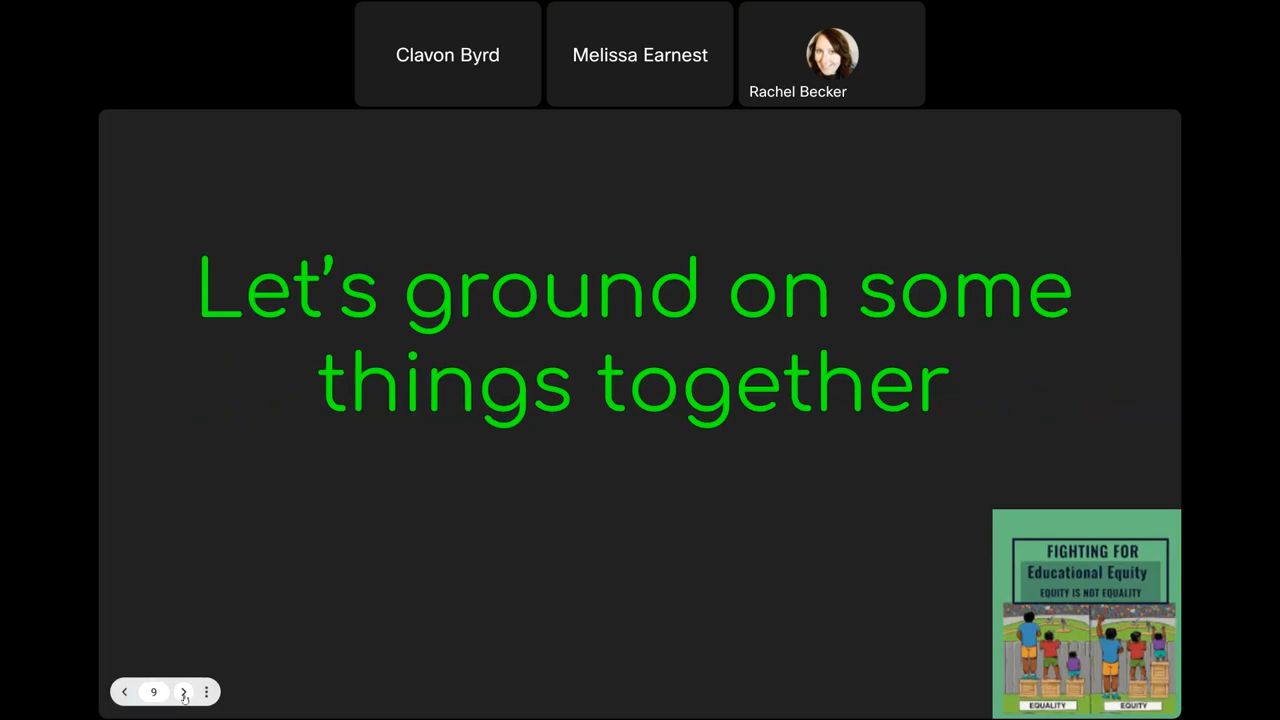 Clavon Byrd
Melissa Earnest
Rachel Becker
Let's ground on some
things together
FIGHTING FOR
Educational Equity
EQUITY IS NOT EQUALITY
EQUALITY
EQUITY
9